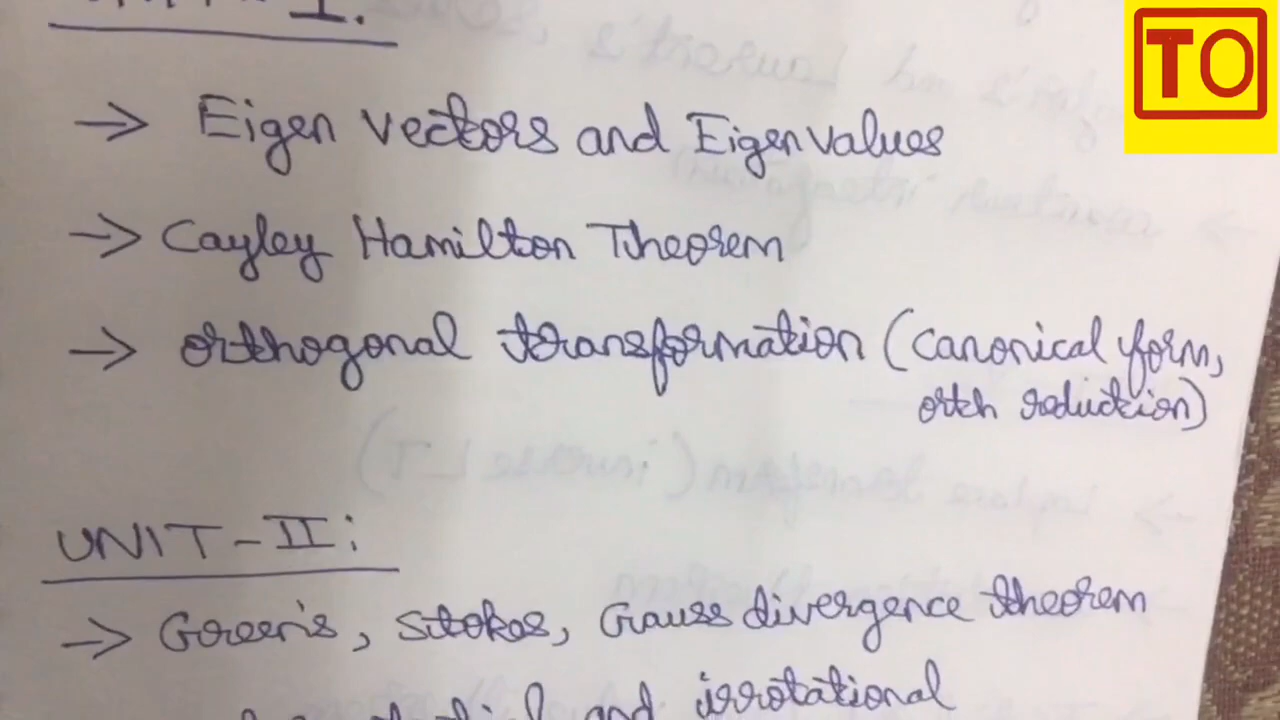 TO
→ Eigen vectors and Eigen values
→ Cayley Hamilton Theorem
→ orthogonal transformation (canonical form,
orth reduction)
UNIT-II:
→ Green's, Stokes, Gauss divergence theorem
and irrotational